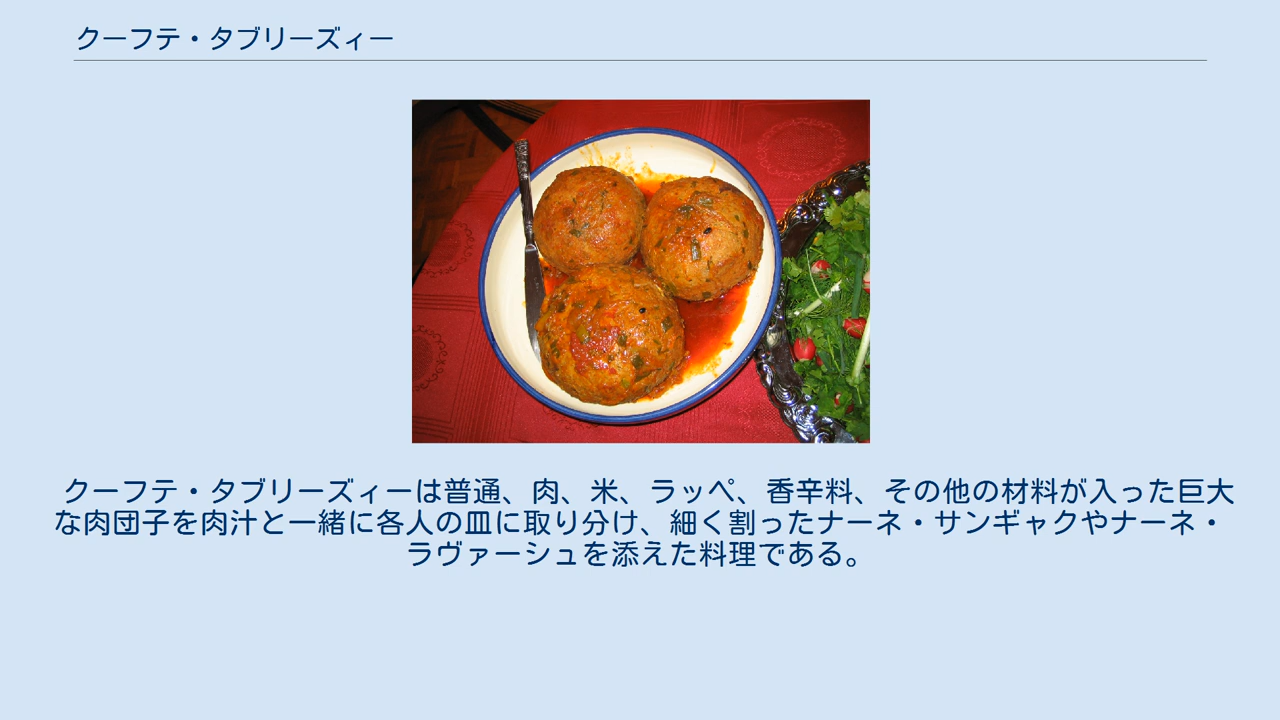 クーフテ・タブリーズィー
クーフテ・タブリーズィーは普通、肉、米、ラッペ、香辛料、その他の材料が入った巨大
な肉団子を肉汁と一緒に各人の皿に取り分け、細く割ったナーネ・サンギャクやナーネ・
ラヴァーシュを添えた料理である。